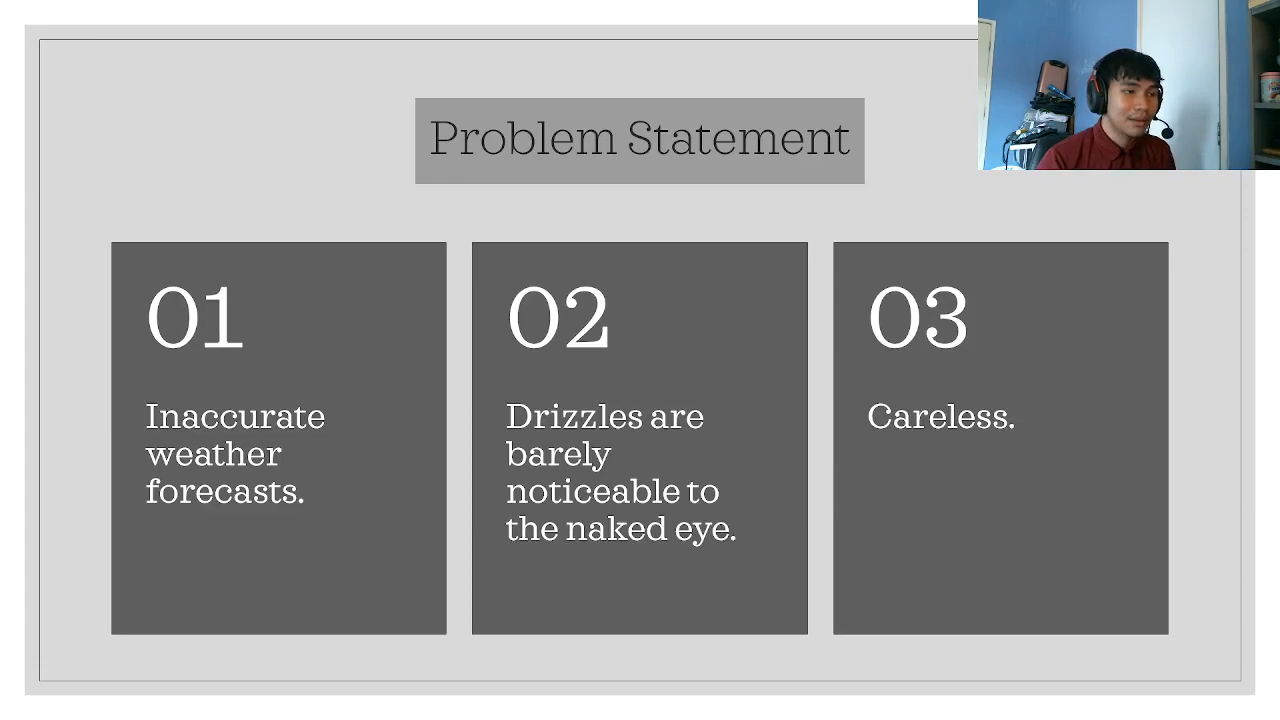 Problem Statement
01
Inaccurate
weather
forecasts.
02
Drizzles are
barely
noticeable to
the naked eye.
03
Careless.